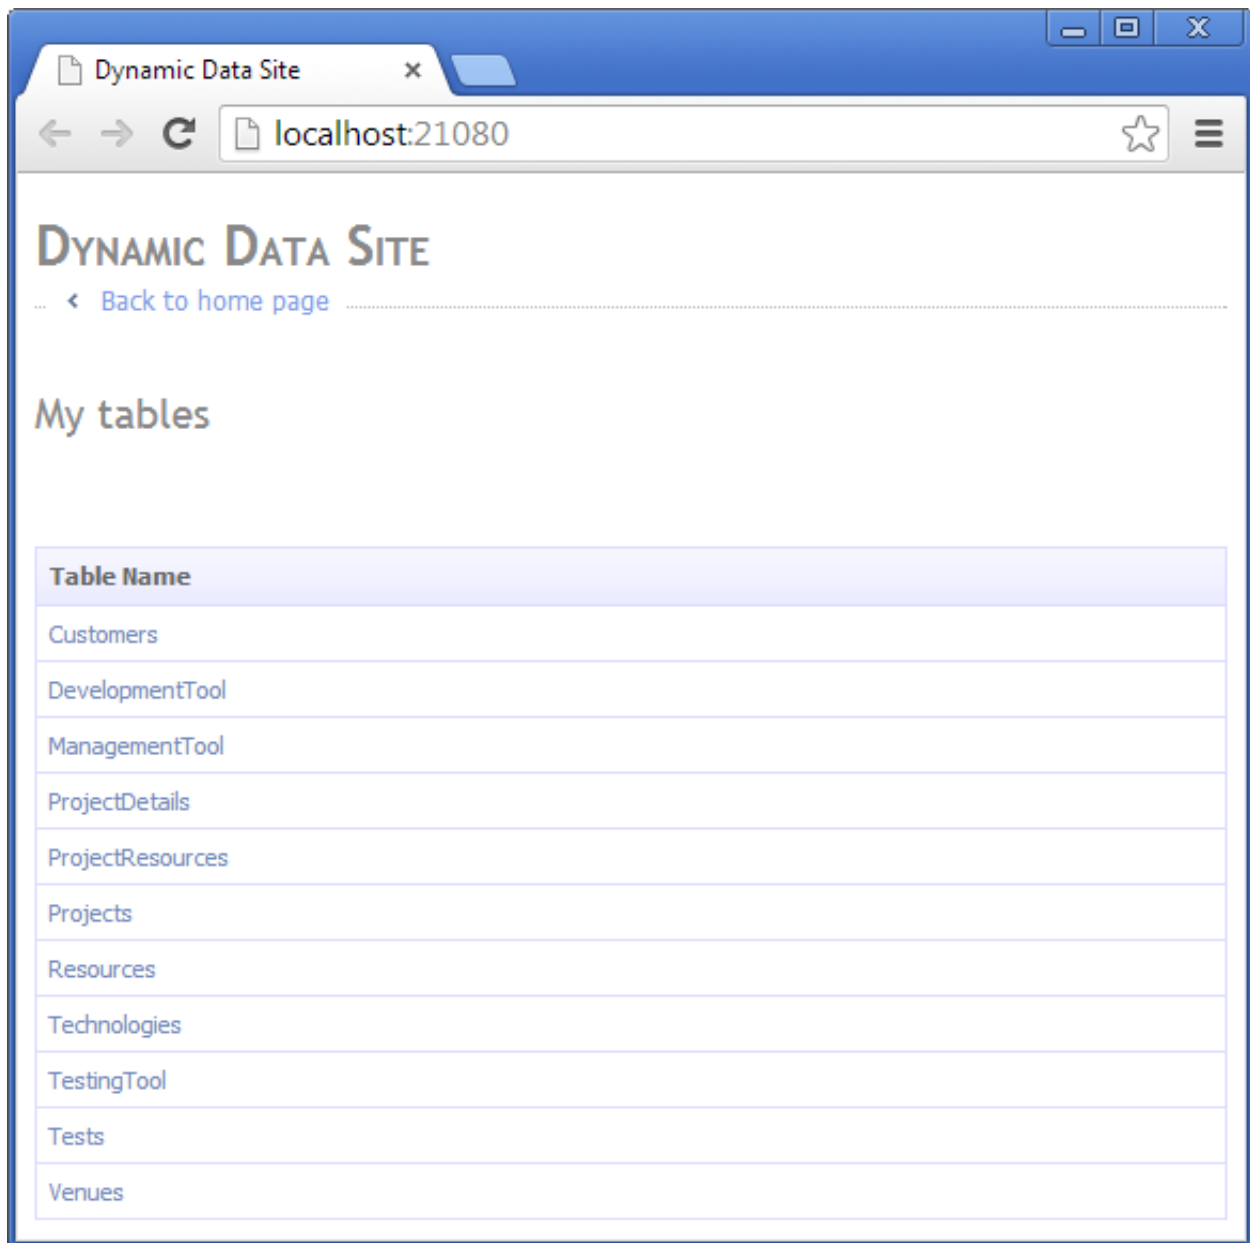 Dynamic Data Site
localhost:21080
Dynamic Data Site
Back to home page
My tables
Table Name
Customers
DevelopmentTool
ManagementTool
ProjectDetails
ProjectResources
Projects
Resources
Technologies
TestingTool
Tests
Venues